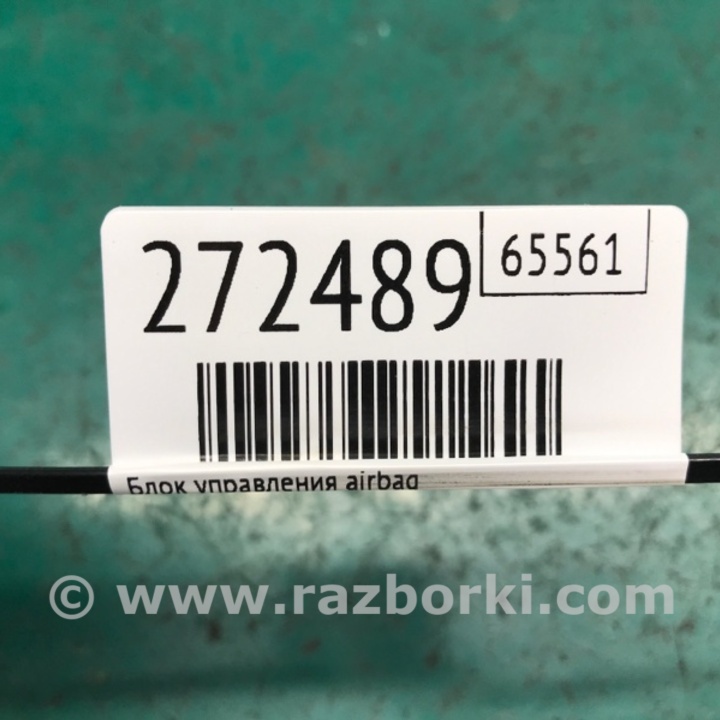 272489
65561
Блок управления airbag
© www.razborki.com